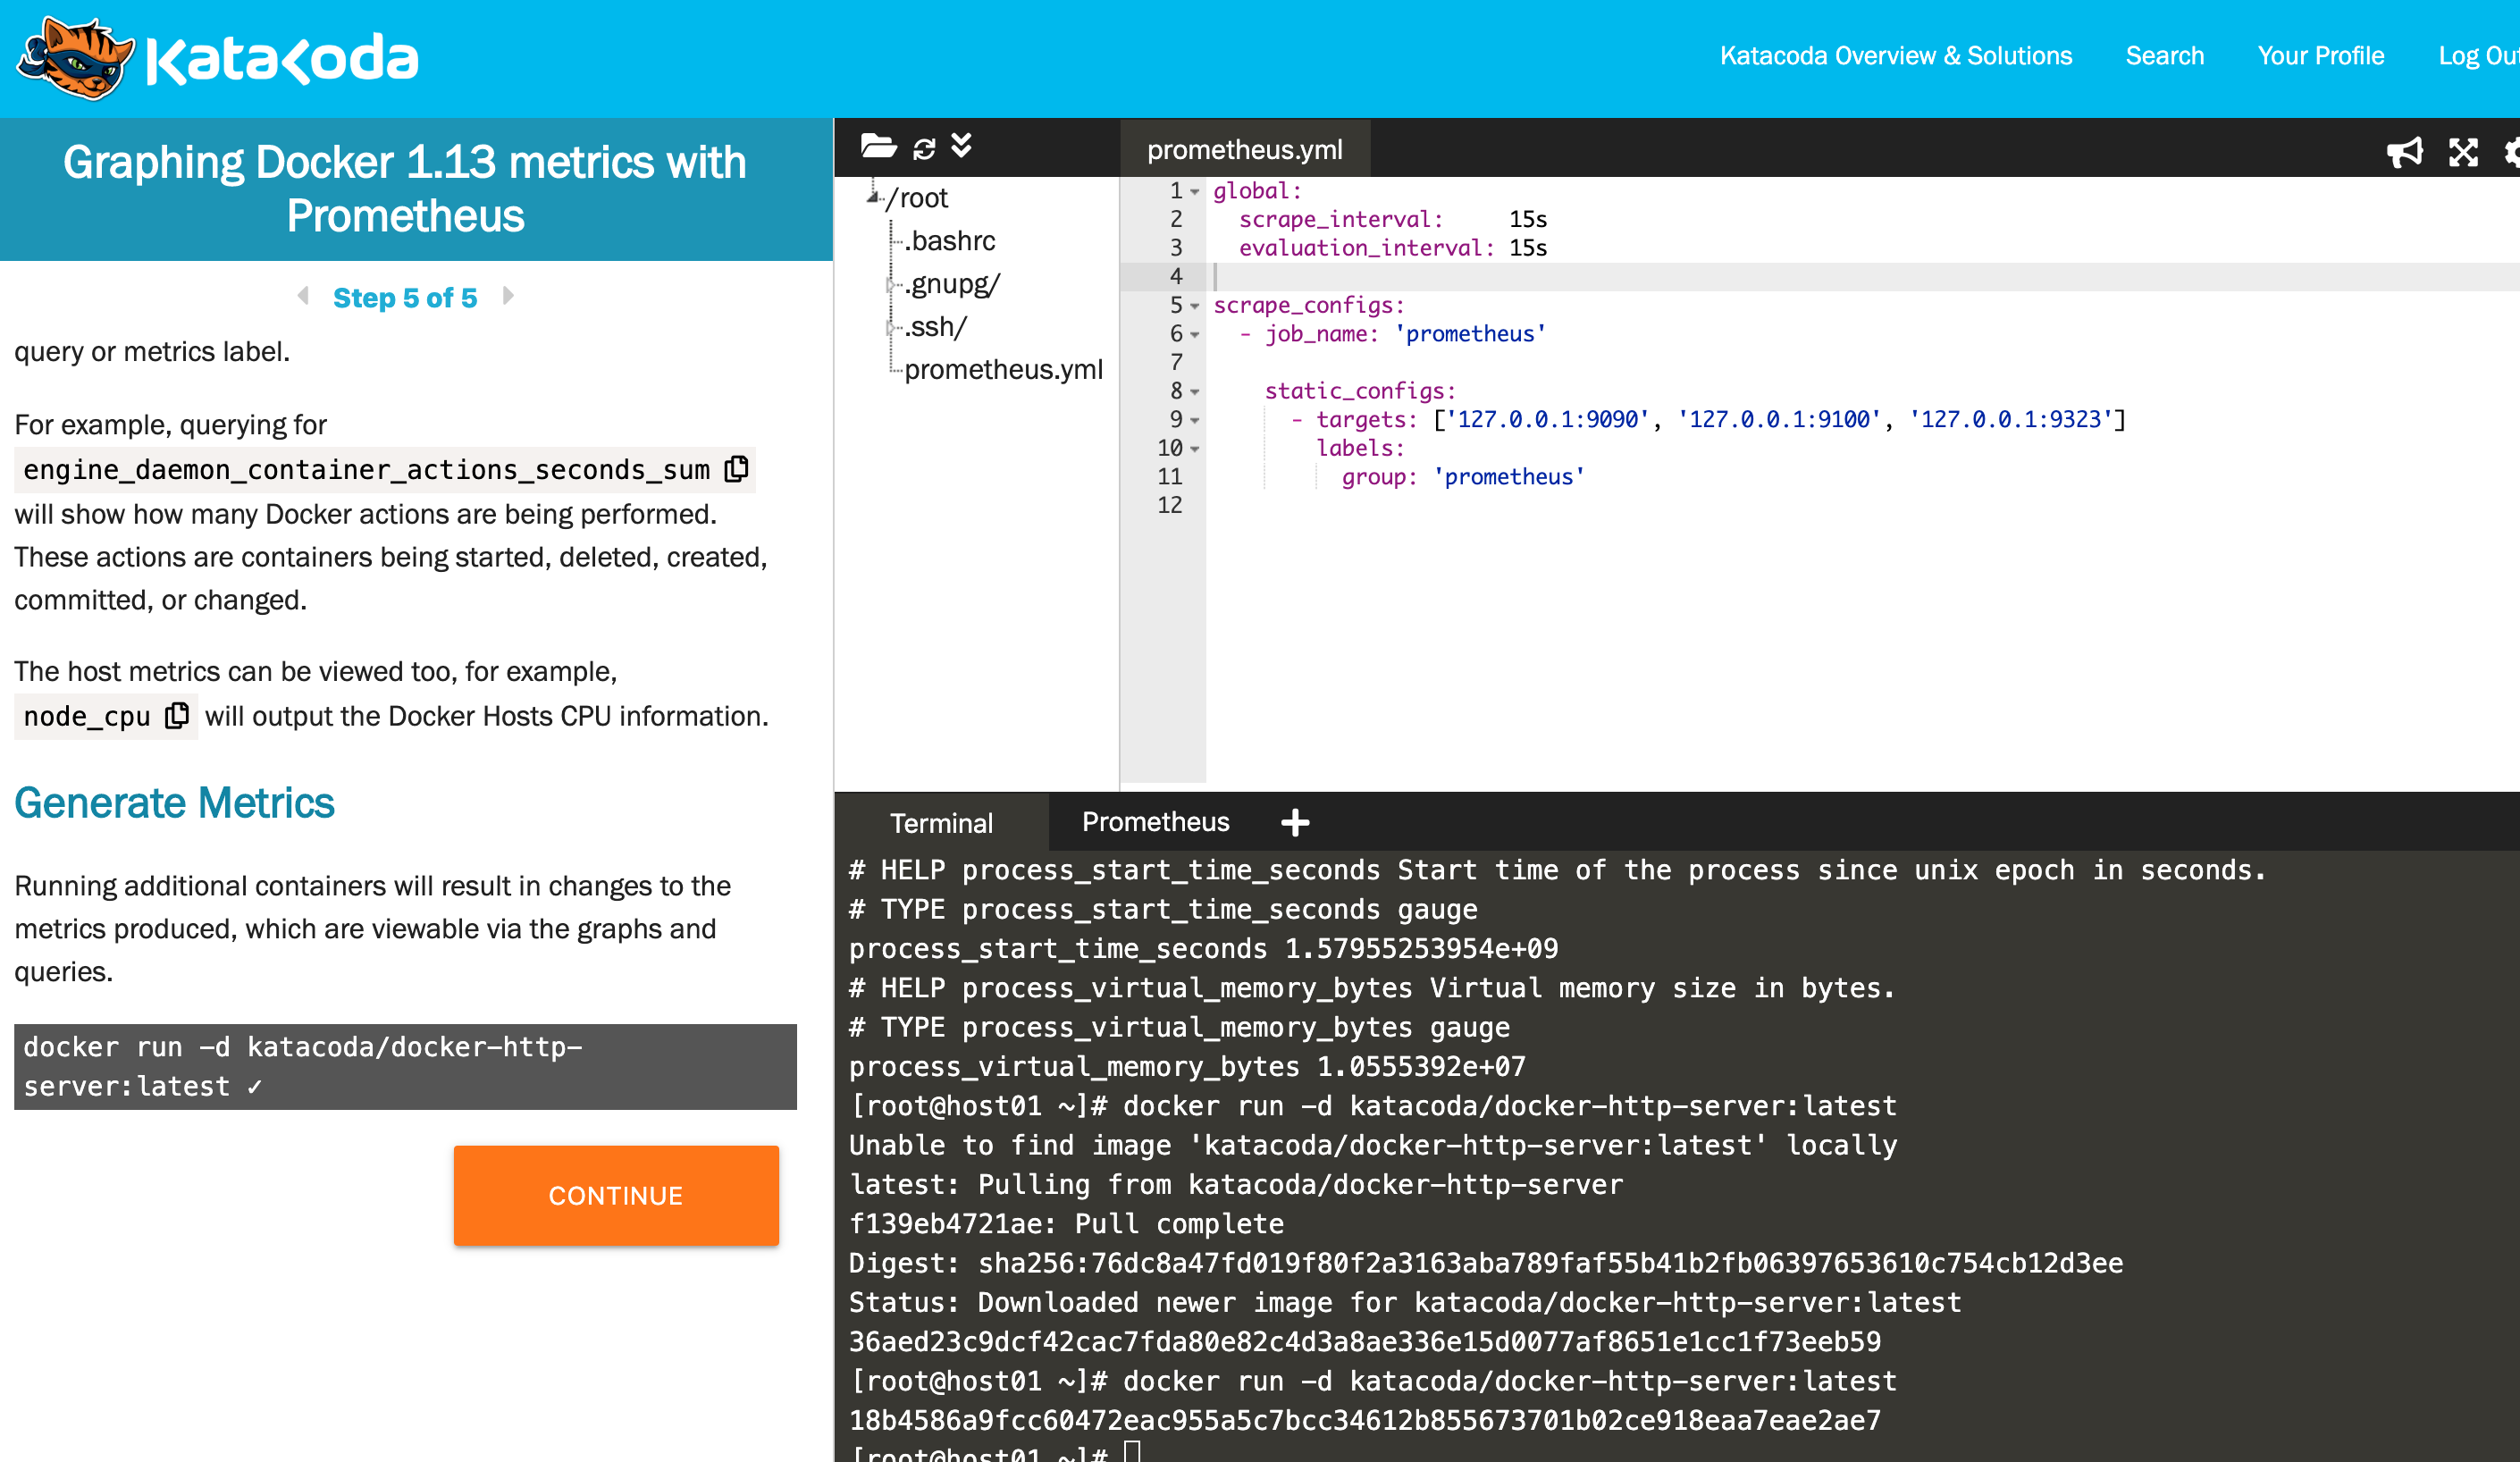 KataKoda
Katacoda Overview & Solutions
Search
Your Profile
Log Out
Graphing Docker 1.13 metrics with
Prometheus
Step 5 of 5
query or metrics label.
For example, querying for
engine_daemon_container_actions_seconds_sum
will show how many Docker actions are being performed.
These actions are containers being started, deleted, created,
committed, or changed.
The host metrics can be viewed too, for example,
node_cpu will output the Docker Hosts CPU information.
Generate Metrics
Running additional containers will result in changes to the
metrics produced, which are viewable via the graphs and
queries.
docker run -d katacoda/docker-http-
server:latest ✓
CONTINUE
/root
.bashrc
.gnupg/
.ssh/
prometheus.yml
prometheus.yml
1 global:
2 scrape_interval: 15s
3 evaluation_interval: 15s
4
5 scrape_configs:
6 - job_name: 'prometheus'
7
8 static_configs:
9 - targets: ['127.0.0.1:9090', '127.0.0.1:9100', '127.0.0.1:9323']
10 labels:
11 group: 'prometheus'
12
Terminal
Prometheus
# HELP process_start_time_seconds Start time of the process since unix epoch in seconds.
# TYPE process_start_time_seconds gauge
process_start_time_seconds 1.57955253954e+09
# HELP process_virtual_memory_bytes Virtual memory size in bytes.
# TYPE process_virtual_memory_bytes gauge
process_virtual_memory_bytes 1.0555392e+07
[root@host01 ~]# docker run -d katacoda/docker-http-server:latest
Unable to find image 'katacoda/docker-http-server:latest' locally
latest: Pulling from katacoda/docker-http-server
f139eb4721ae: Pull complete
Digest: sha256:76dc8a47fd019f80f2a3163aba789faf55b41b2fb06397653610c754cb12d3ee
Status: Downloaded newer image for katacoda/docker-http-server:latest
36aed23c9dcf42cac7fda80e82c4d3a8ae336e15d0077af8651e1cc1f73eeb59
[root@host01 ~]# docker run -d katacoda/docker-http-server:latest
18b4586a9fcc60472eac955a5c7bcc34612b855673701b02ce918eaa7eae2ae7
[root@host01 ~]#